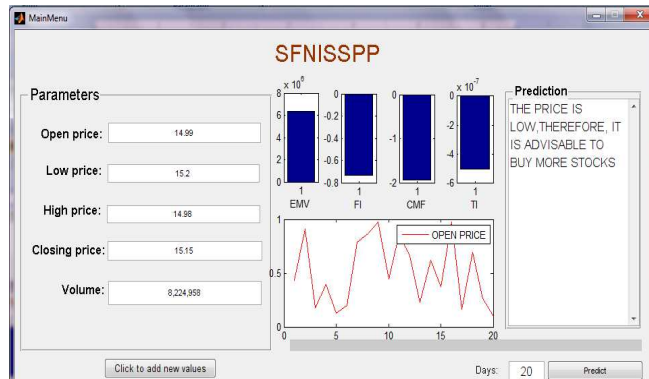 MainMenu
SFNISSPP
Parameters
Open price: 14.99
Low price: 15.2
High price: 14.98
Closing price: 15.15
Volume: 8,224,958
Click to add new values
x 10^6
8
6
4
2
0
1
EMV
0
-0.2
-0.4
-0.6
-0.8
1
FI
0
-1
-2
1
CMF
x 10^-7
0
-2
-4
-6
1
TI
OPEN PRICE
1
0.5
0
0 5 10 15 20
Prediction
THE PRICE IS
LOW,THEREFORE, IT
IS ADVISABLE TO
BUY MORE STOCKS
Days: 20
Predict